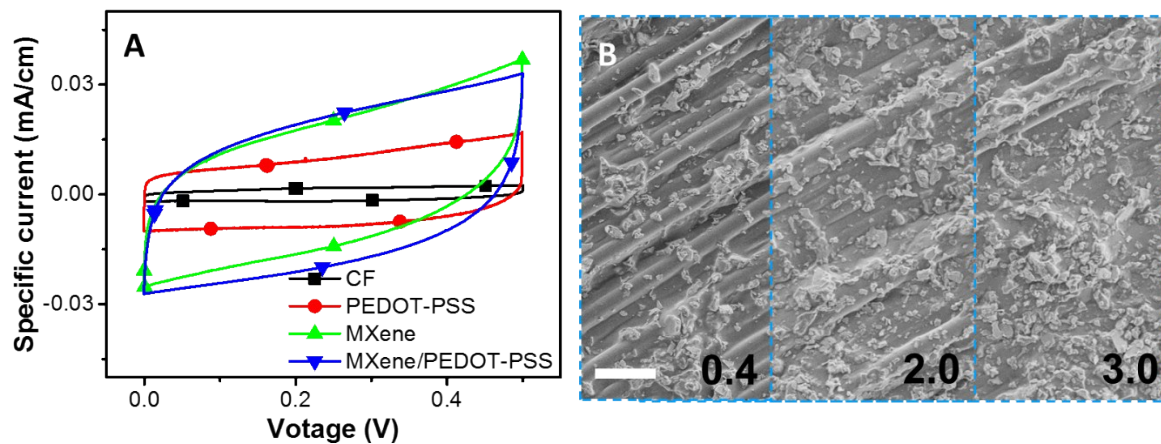 A
Specific current (mA/cm)
0.03
0.00
-0.03
CF
PEDOT-PSS
MXene
MXene/PEDOT-PSS
0.0
0.2
0.4
Votage (V)
B
0.4
2.0
3.0